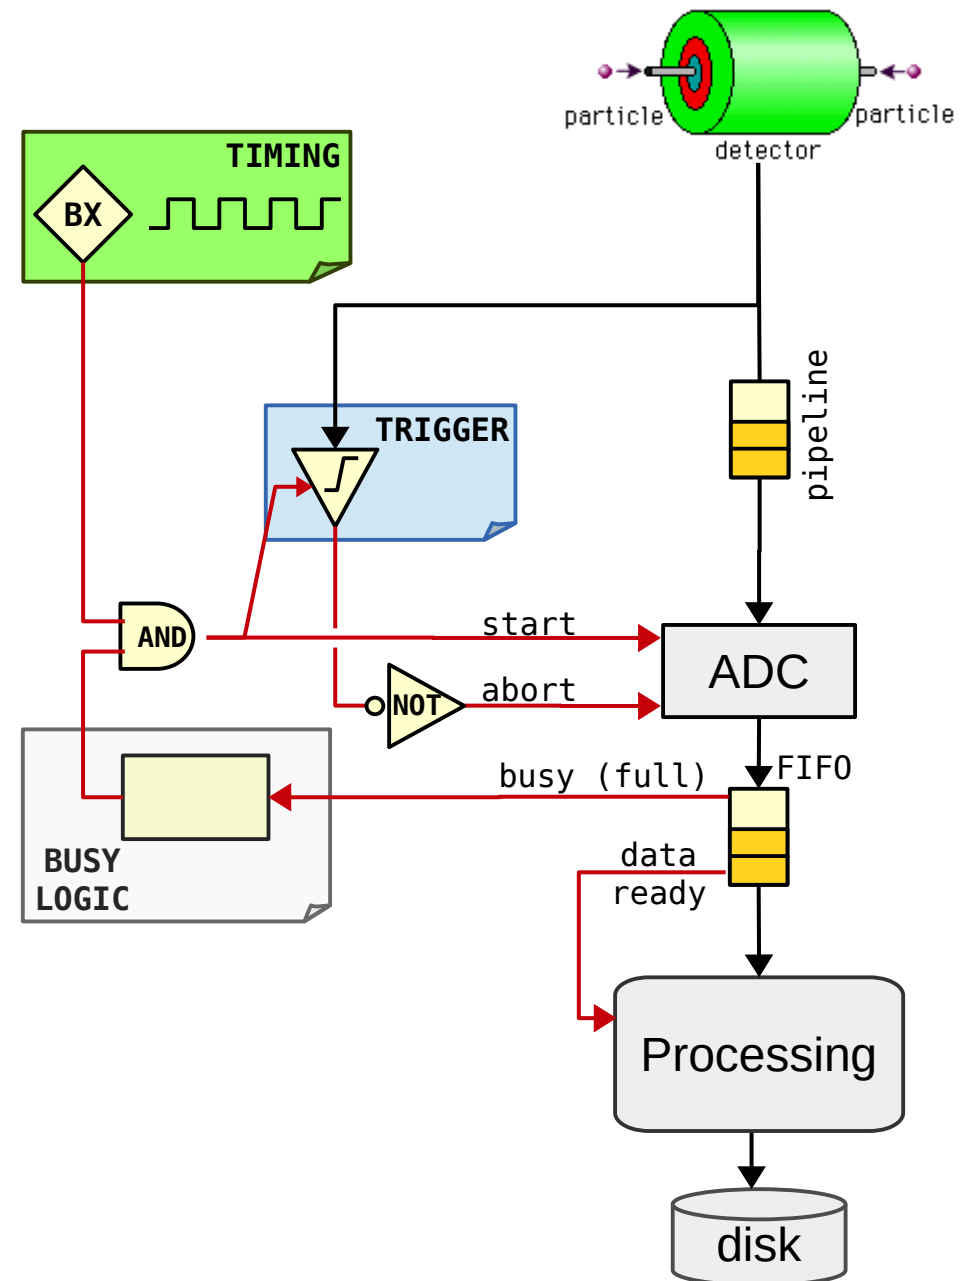 particle
particle
detector
TIMING
BX
pipeline
TRIGGER
AND
start
ADC
NOT
abort
busy (full)
FIFO
BUSY
LOGIC
data
ready
Processing
disk